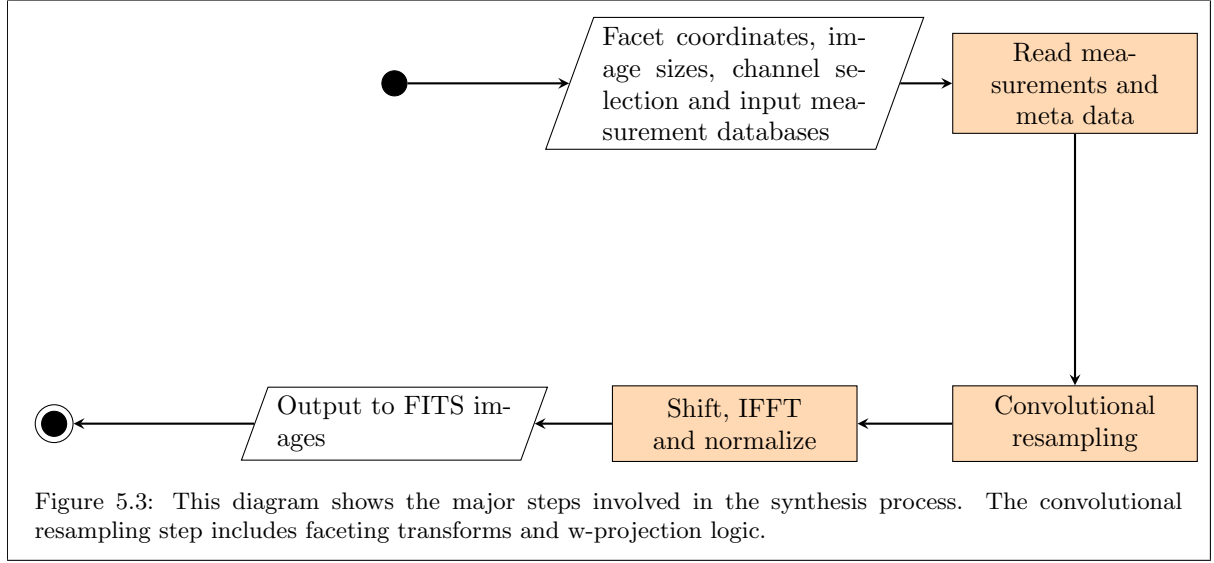 Facet coordinates, im-
age sizes, channel se-
lection and input mea-
surement databases
Read mea-
surements and
meta data
Output to FITS im-
ages
Shift, IFFT
and normalize
Convolutional
resampling
Figure 5.3: This diagram shows the major steps involved in the synthesis process. The convolutional
resampling step includes faceting transforms and w-projection logic.